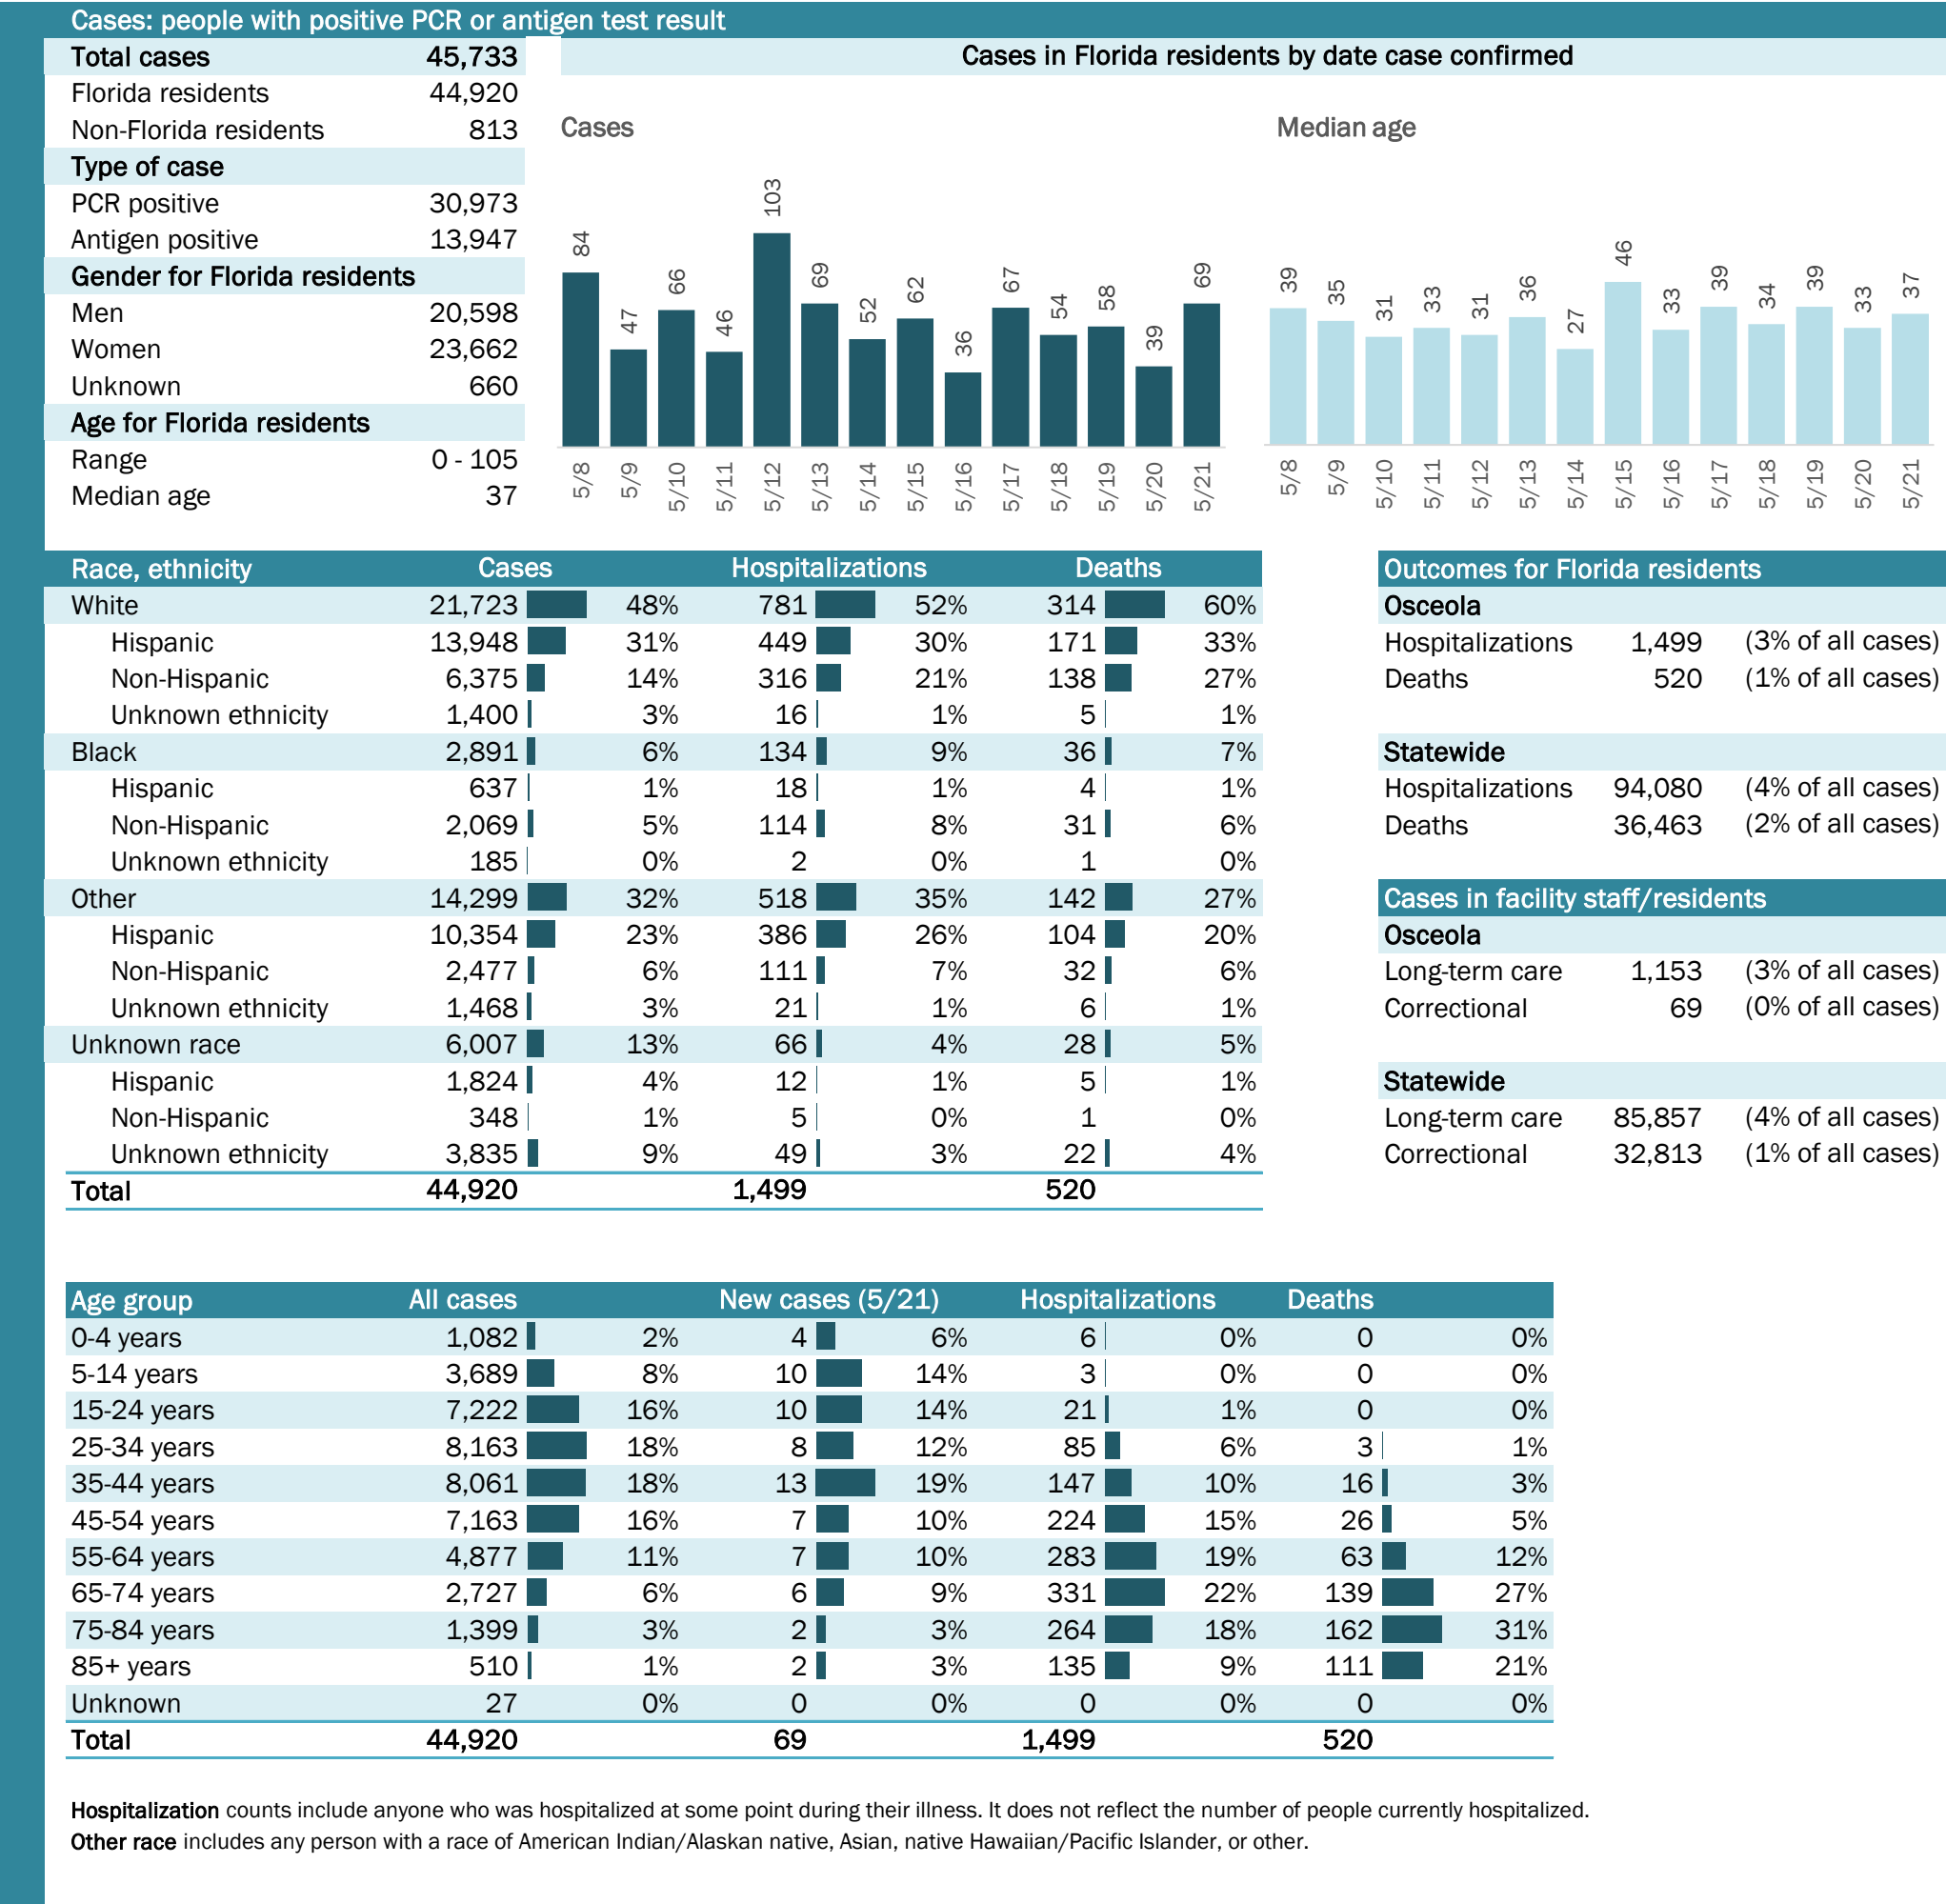 Cases: people with positive PCR or antigen test result
Total cases 45,733
Florida residents 44,920
Non-Florida residents 813
Type of case
PCR positive 30,973
Antigen positive 13,947
Gender for Florida residents
Men 20,598
Women 23,662
Unknown 660
Age for Florida residents
Range 0 - 105
Median age 37
Cases in Florida residents by date case confirmed
Cases
84 47 66 46 103 69 52 62 36 67 54 58 39 69
5/8 5/9 5/10 5/11 5/12 5/13 5/14 5/15 5/16 5/17 5/18 5/19 5/20 5/21
Median age
39 35 31 33 31 36 27 46 33 39 34 39 33 37
5/8 5/9 5/10 5/11 5/12 5/13 5/14 5/15 5/16 5/17 5/18 5/19 5/20 5/21
Race, ethnicity Cases Hospitalizations Deaths
White 21,723 48% 781 52% 314 60%
Hispanic 13,948 31% 449 30% 171 33%
Non-Hispanic 6,375 14% 316 21% 138 27%
Unknown ethnicity 1,400 3% 16 1% 5 1%
Black 2,891 6% 134 9% 36 7%
Hispanic 637 1% 18 1% 4 1%
Non-Hispanic 2,069 5% 114 8% 31 6%
Unknown ethnicity 185 0% 2 0% 1 0%
Other 14,299 32% 518 35% 142 27%
Hispanic 10,354 23% 386 26% 104 20%
Non-Hispanic 2,477 6% 111 7% 32 6%
Unknown ethnicity 1,468 3% 21 1% 6 1%
Unknown race 6,007 13% 66 4% 28 5%
Hispanic 1,824 4% 12 1% 5 1%
Non-Hispanic 348 1% 5 0% 1 0%
Unknown ethnicity 3,835 9% 49 3% 22 4%
Total 44,920 1,499 520
Outcomes for Florida residents
Osceola
Hospitalizations 1,499 (3% of all cases)
Deaths 520 (1% of all cases)
Statewide
Hospitalizations 94,080 (4% of all cases)
Deaths 36,463 (2% of all cases)
Cases in facility staff/residents
Osceola
Long-term care 1,153 (3% of all cases)
Correctional 69 (0% of all cases)
Statewide
Long-term care 85,857 (4% of all cases)
Correctional 32,813 (1% of all cases)
Age group All cases New cases (5/21) Hospitalizations Deaths
0-4 years 1,082 2% 4 6% 6 0% 0 0%
5-14 years 3,689 8% 10 14% 3 0% 0 0%
15-24 years 7,222 16% 10 14% 21 1% 0 0%
25-34 years 8,163 18% 8 12% 85 6% 3 1%
35-44 years 8,061 18% 13 19% 147 10% 16 3%
45-54 years 7,163 16% 7 10% 224 15% 26 5%
55-64 years 4,877 11% 7 10% 283 19% 63 12%
65-74 years 2,727 6% 6 9% 331 22% 139 27%
75-84 years 1,399 3% 2 3% 264 18% 162 31%
85+ years 510 1% 2 3% 135 9% 111 21%
Unknown 27 0% 0 0% 0 0% 0 0%
Total 44,920 69 1,499 520
Hospitalization counts include anyone who was hospitalized at some point during their illness. It does not reflect the number of people currently hospitalized.
Other race includes any person with a race of American Indian/Alaskan native, Asian, native Hawaiian/Pacific Islander, or other.